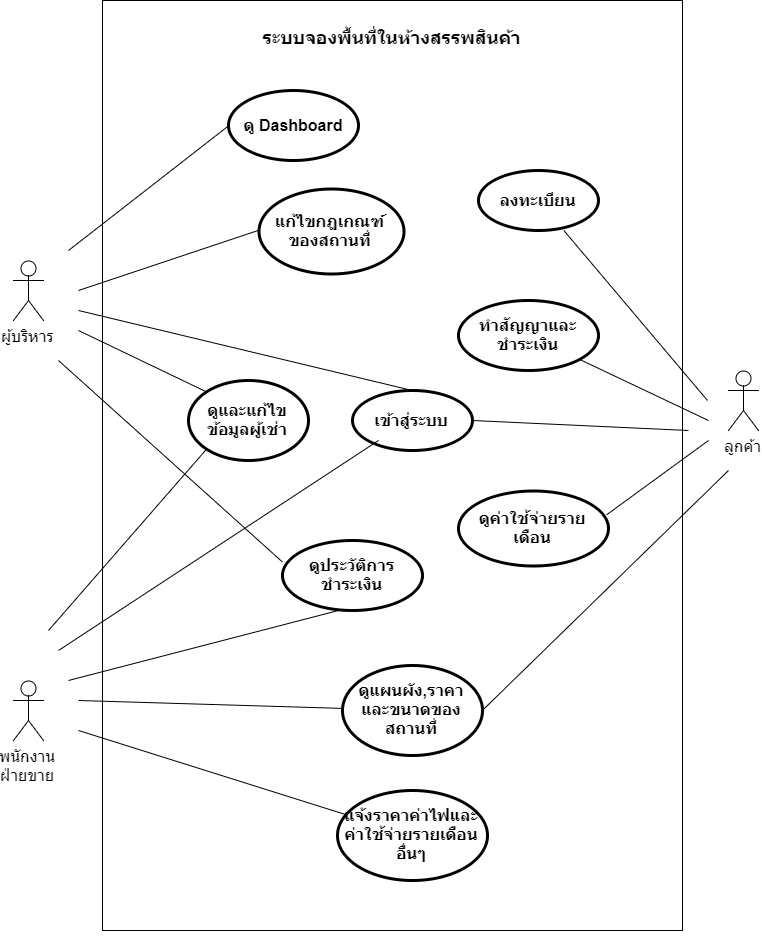 ระบบจองพื้นที่ในห้างสรรพสินค้า
ดู Dashboard
ลงทะเบียน
แก้ไขกฎเกณฑ์
ของสถานที่
ผู้บริหาร
ทำสัญญาและ
ชำระเงิน
ดูและแก้ไข
ข้อมูลผู้เช่า
เข้าสู่ระบบ
ลูกค้า
ดูค่าใช้จ่ายราย
เดือน
ดูประวัติการ
ชำระเงิน
ดูแผนผัง,ราคา
และขนาดของ
สถานที่
พนักงาน
ฝ่ายขาย
แจ้งราคาค่าไฟและ
ค่าใช้จ่ายรายเดือน
อื่นๆ